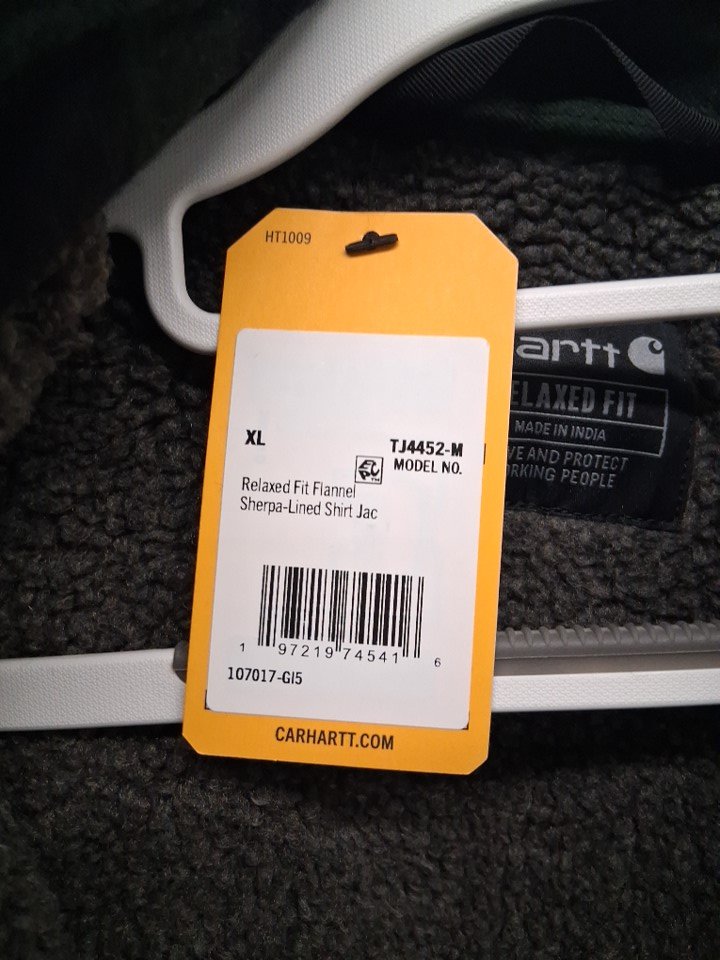 HT1009
artt
ELAXED FIT
MADE IN INDIA
VE AND PROTECT
ORKING PEOPLE
XL
TJ4452-M
MODEL NO.
Relaxed Fit Flannel
Sherpa-Lined Shirt Jac
1 97219 74541 6
107017-GI5
CARHARTT.COM